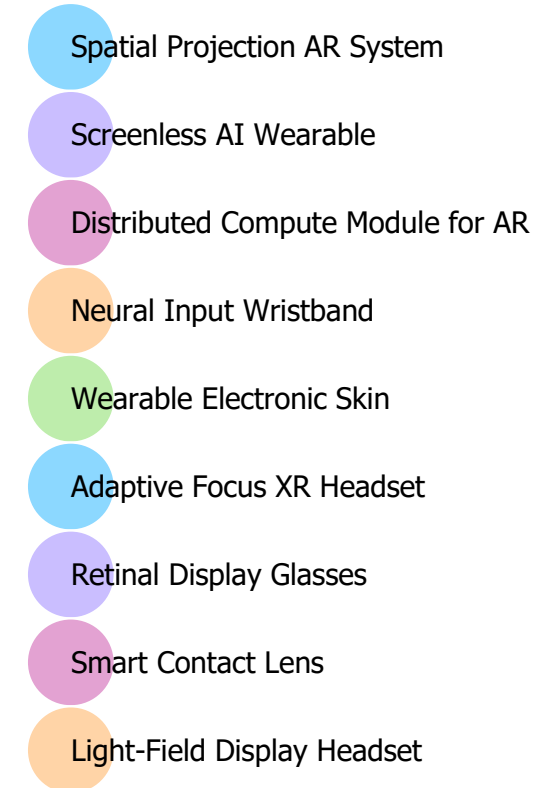 Spatial Projection AR System
Screenless AI Wearable
Distributed Compute Module for AR
Neural Input Wristband
Wearable Electronic Skin
Adaptive Focus XR Headset
Retinal Display Glasses
Smart Contact Lens
Light-Field Display Headset